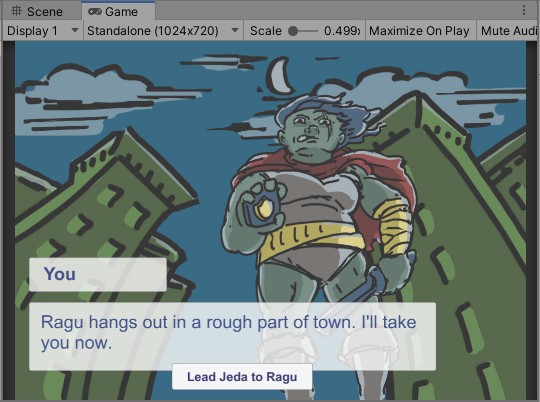 Scene Game
Display 1 Standalone (1024x720) Scale 0.499x Maximize On Play Mute Audi
You
Ragu hangs out in a rough part of town. I'll take
you now.
Lead Jeda to Ragu